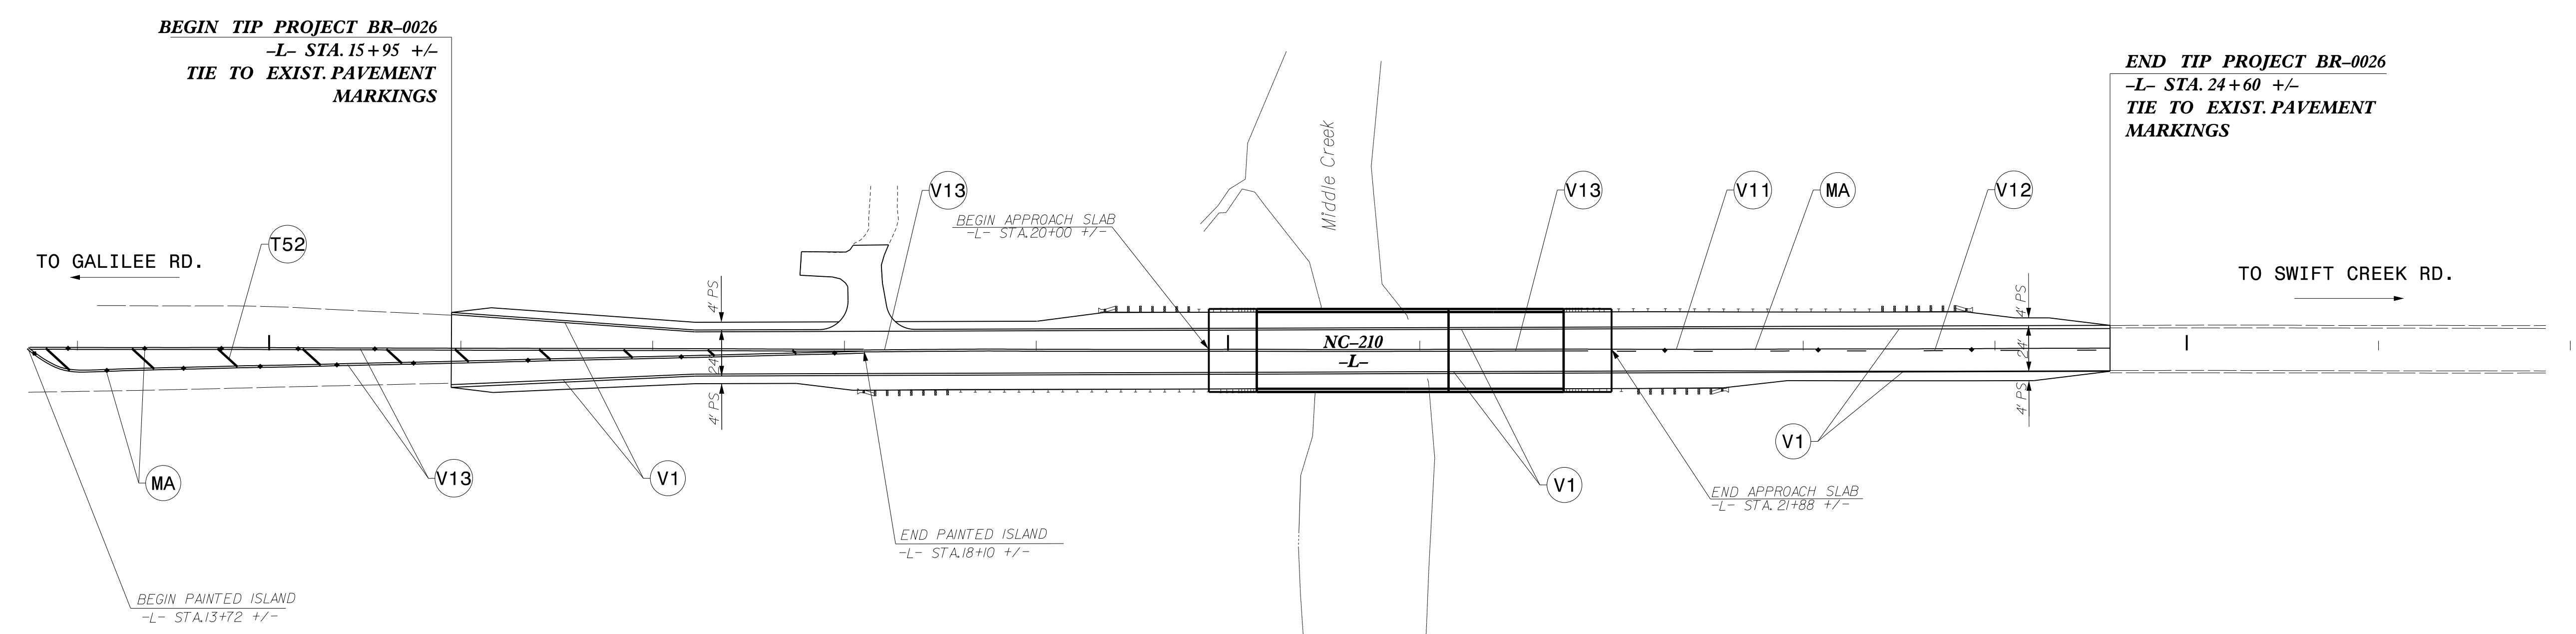 BEGIN TIP PROJECT BR–0026
–L– STA. 15+95 +/–
TIE TO EXIST. PAVEMENT
MARKINGS
END TIP PROJECT BR–0026
–L– STA. 24+60 +/–
TIE TO EXIST. PAVEMENT
MARKINGS
Middle Creek
V13
V13
V11
MA
V12
BEGIN APPROACH SLAB
-L- STA.20+00 +/-
T52
TO GALILEE RD.
TO SWIFT CREEK RD.
4' PS
24'
4' PS
NC–210
–L–
4' PS
24'
4' PS
MA
V13
V1
V1
V1
END APPROACH SLAB
-L- STA.21+88 +/-
END PAINTED ISLAND
-L- STA.18+10 +/-
BEGIN PAINTED ISLAND
-L- STA.13+72 +/-